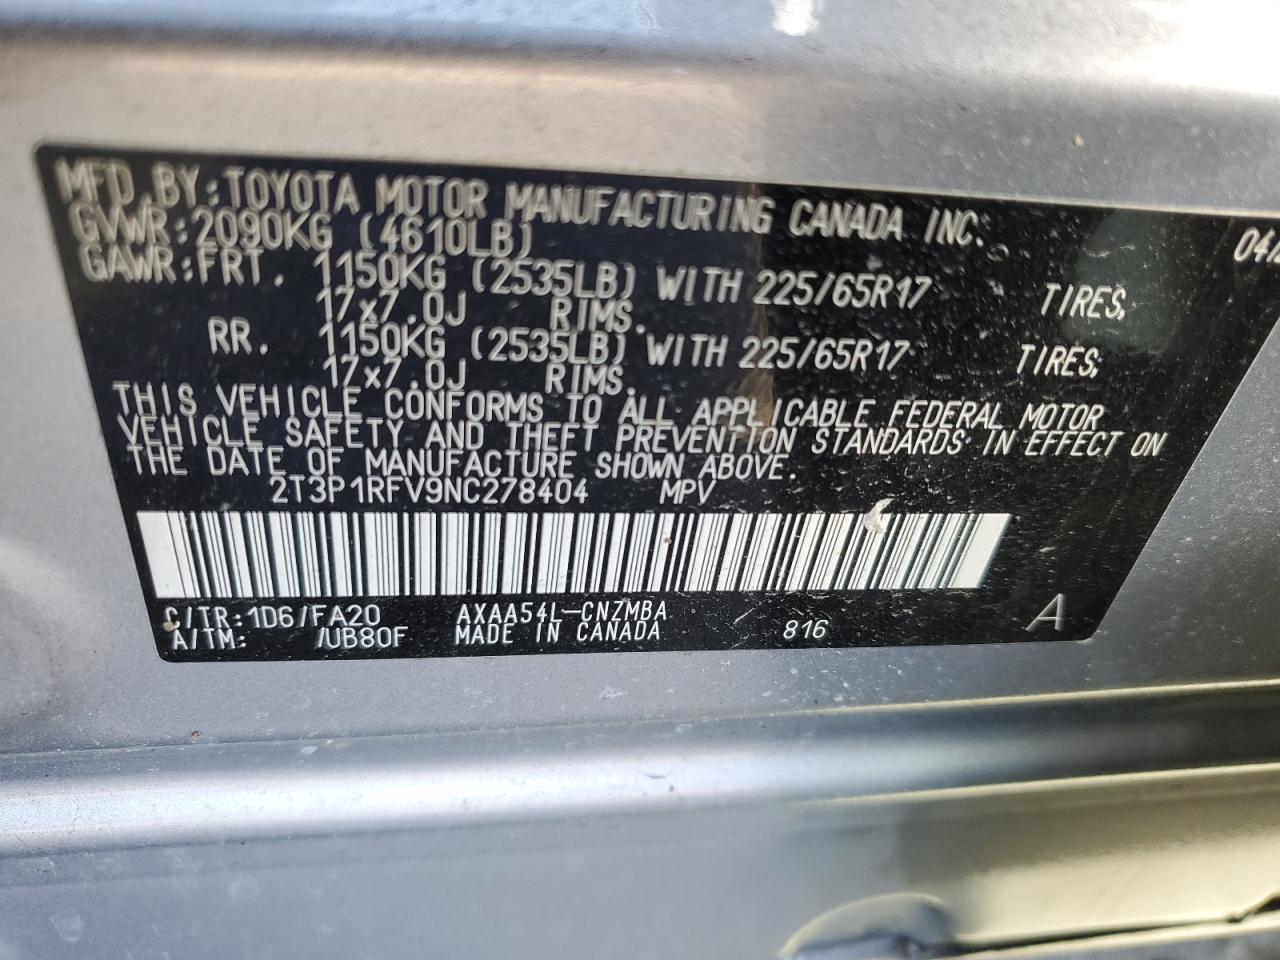 MFD.BY:TOYOTA MOTOR MANUFACTURING CANADA INC.
GVWR:2090KG (4610LB) 04/
GAWR:FRT. 1150KG (2535LB) WITH 225/65R17 TIRES,
17x7.0J RIMS.
RR. 1150KG (2535LB) WITH 225/65R17 TIRES,
17x7.0J RIMS.
THIS VEHICLE CONFORMS TO ALL APPLICABLE FEDERAL MOTOR
VEHICLE SAFETY AND THEFT PREVENTION STANDARDS IN EFFECT ON
THE DATE OF MANUFACTURE SHOWN ABOVE.
2T3P1RFV9NC278404 MPV
C/TR:1D6/FA20 AXAA54L-CNZMBA
A/TM: /UB80F MADE IN CANADA 816 A